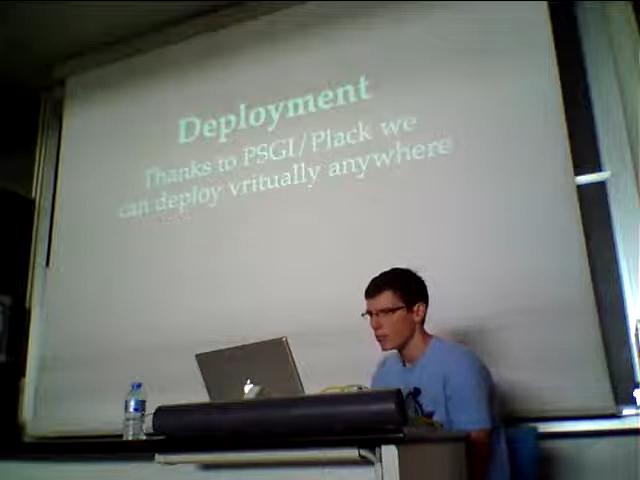 Deployment
Thanks to PSGI/Plack we
can deploy vritually anywhere